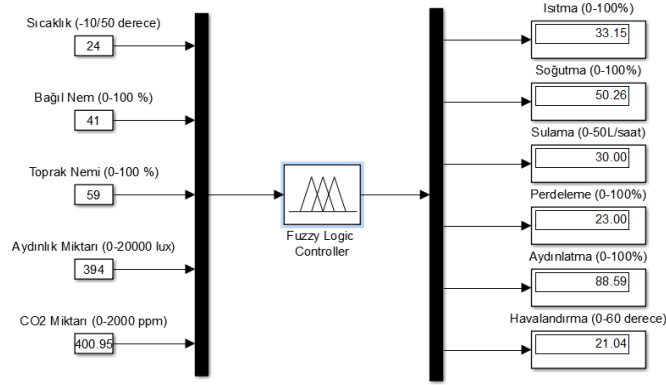 Sıcaklık (-10/50 derece)
24
Bağıl Nem (0-100 %)
41
Toprak Nemi (0-100 %)
59
Aydınlık Miktarı (0-20000 lux)
394
CO2 Miktarı (0-2000 ppm)
400.95
Fuzzy Logic
Controller
Isıtma (0-100%)
33.15
Soğutma (0-100%)
50.26
Sulama (0-50L/saat)
30.00
Perdeleme (0-100%)
23.00
Aydınlatma (0-100%)
88.59
Havalandırma (0-60 derece)
21.04